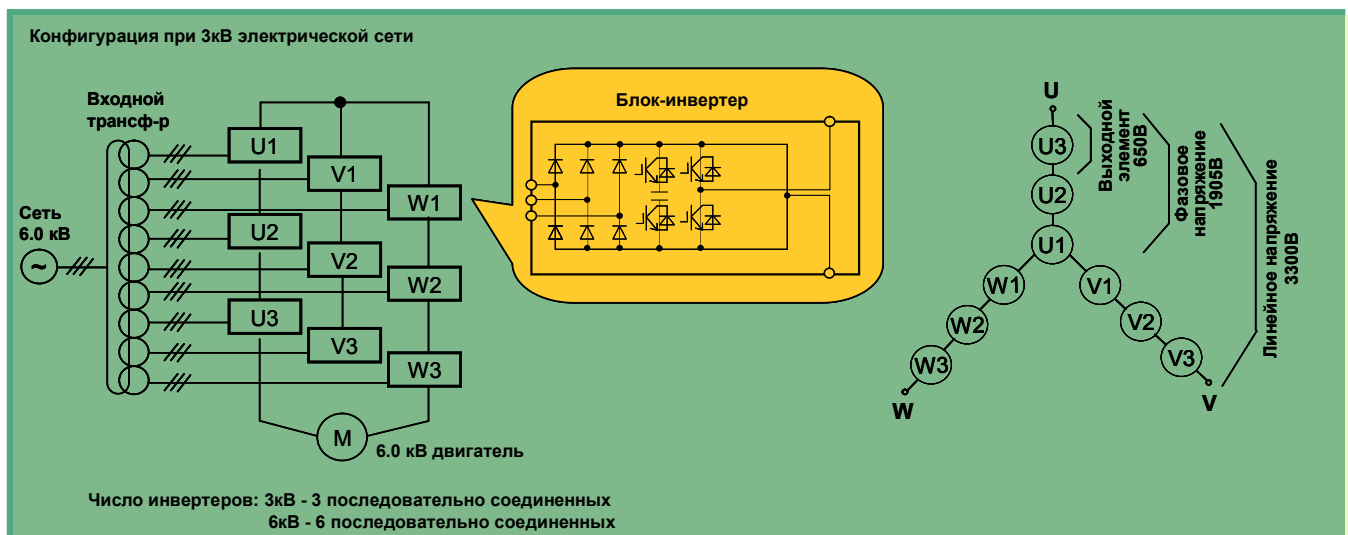 Конфигурация при 3кВ электрической сети
Входной
трансф-р
Сеть
6.0 кВ
~
U1
V1
W1
U2
V2
W2
U3
V3
W3
M
6.0 кВ двигатель
Блок-инвертер
U
U3
U2
U1
W1
W2
W3
W
V1
V2
V3
V
Выходной
элемент
650В
Фазовое
напряжение
1905В
Линейное напряжение
3300В
Число инвертеров: 3кВ - 3 последовательно соединенных
6кВ - 6 последовательно соединенных